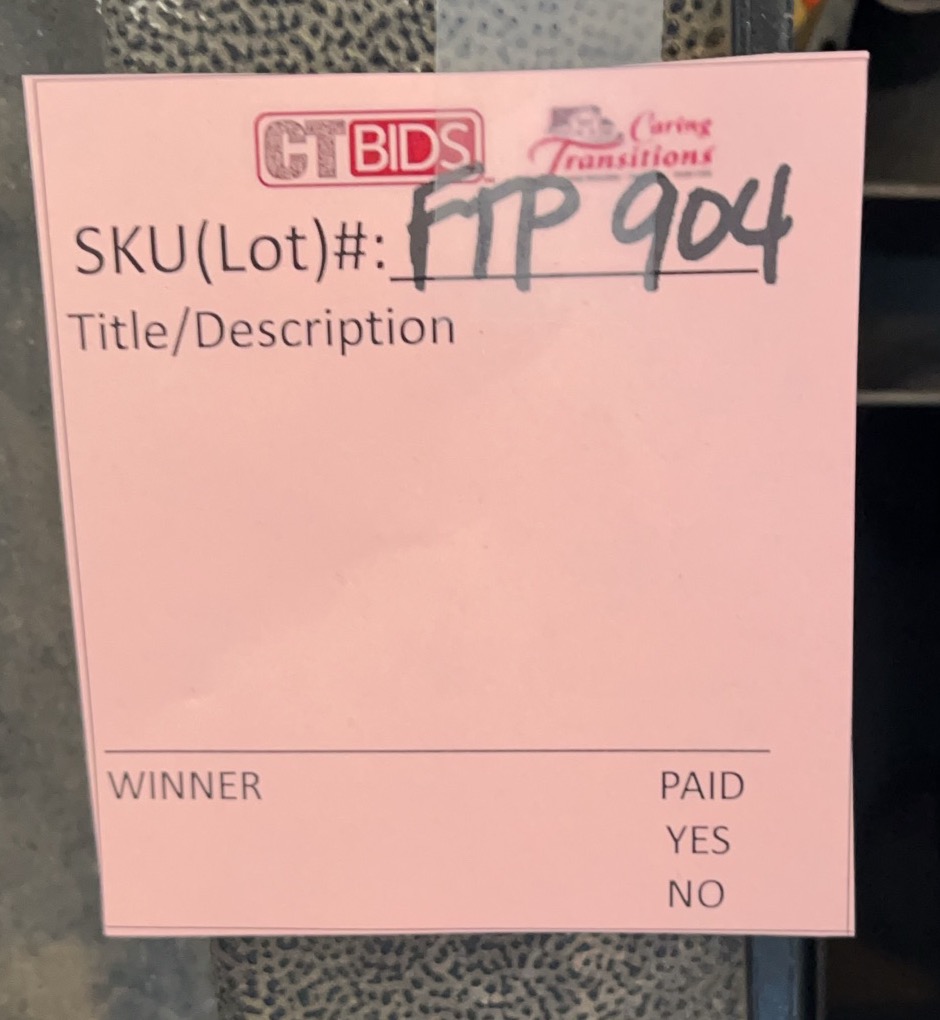 CTBIDS
Caring
Transitions
SKU(Lot)#: FTP 904
Title/Description
WINNER PAID
YES
NO